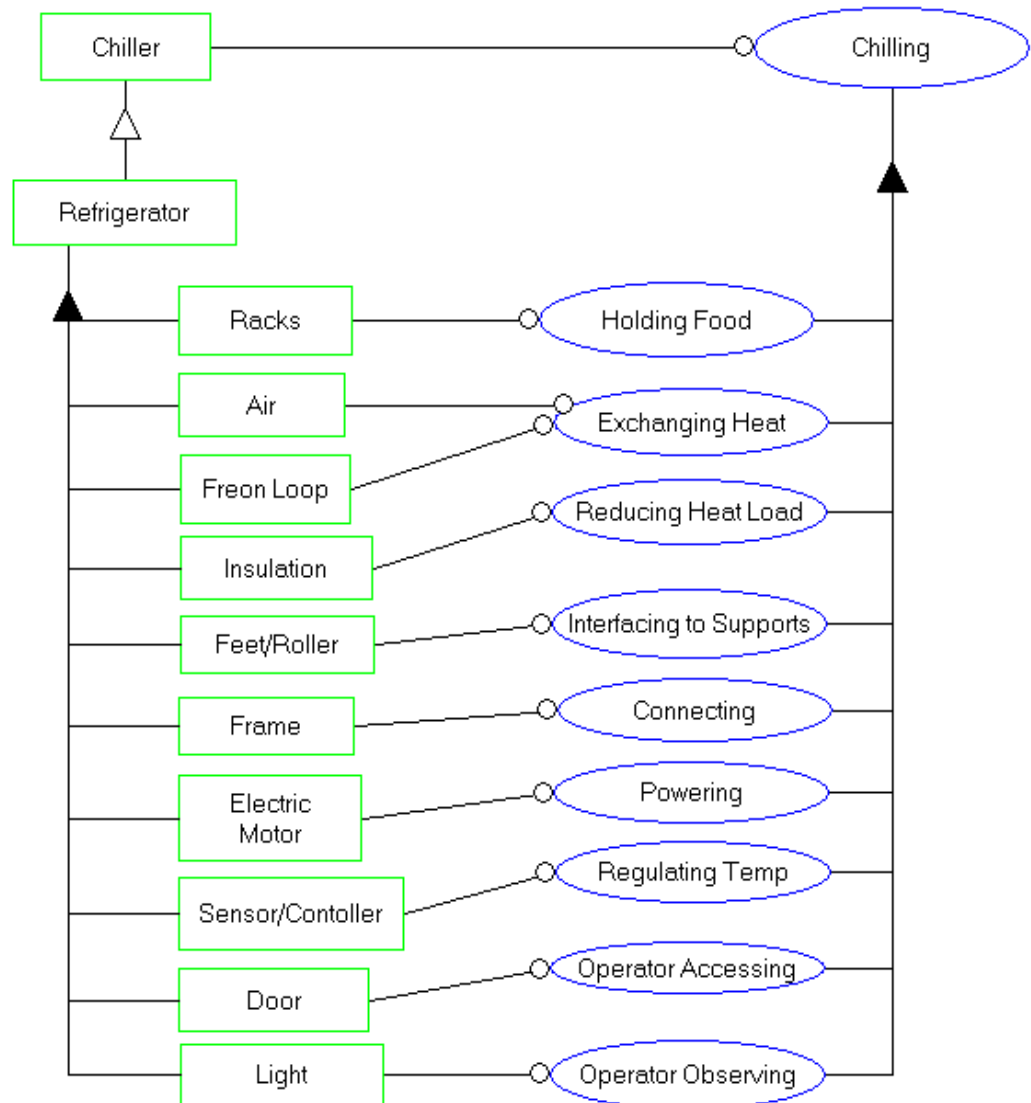 Chiller
Chilling
Refrigerator
Racks
Holding Food
Air
Exchanging Heat
Freon Loop
Reducing Heat Load
Insulation
Feet/Roller
Interfacing to Supports
Frame
Connecting
Electric
Motor
Powering
Sensor/Contoller
Regulating Temp
Door
Operator Accessing
Light
Operator Observing